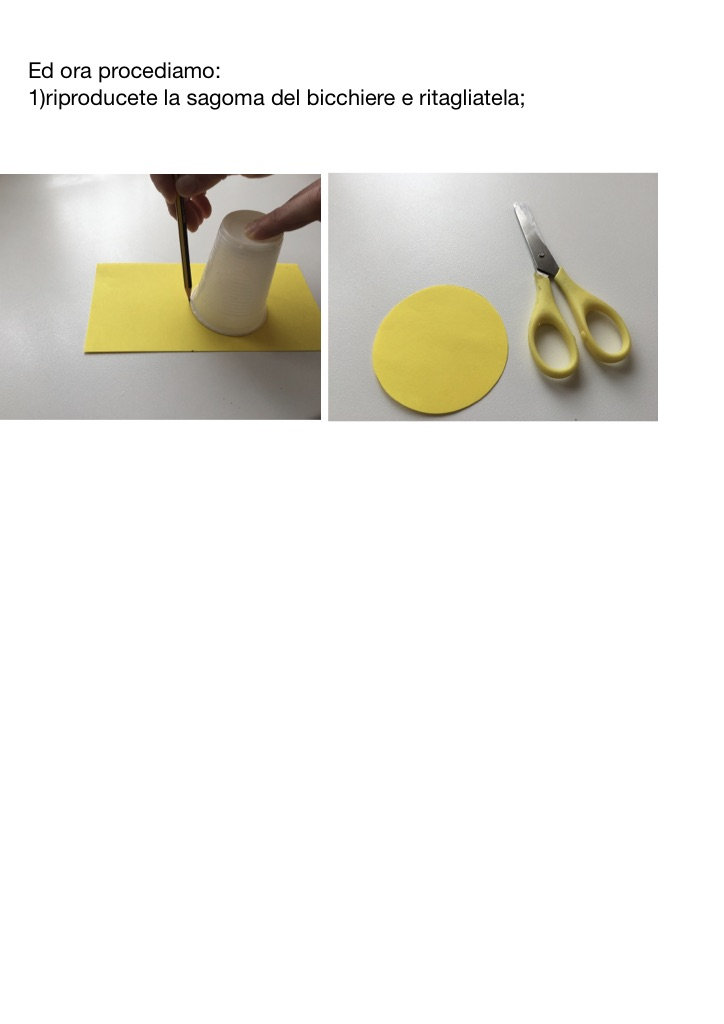 Ed ora procediamo:
1)riproducete la sagoma del bicchiere e ritagliatela;